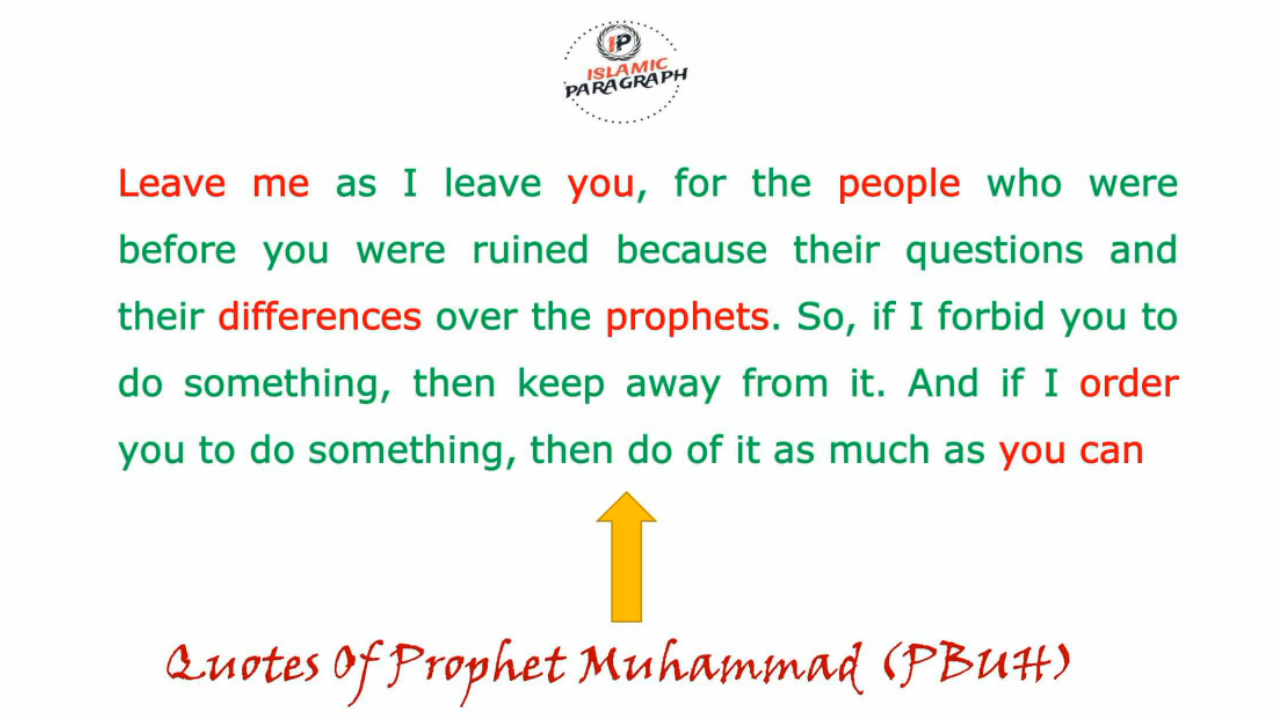 IP
ISLAMIC
PARAGRAPH
Leave me as I leave you, for the people who were
before you were ruined because their questions and
their differences over the prophets. So, if I forbid you to
do something, then keep away from it. And if I order
you to do something, then do of it as much as you can
Quotes Of Prophet Muhammad (PBUH)